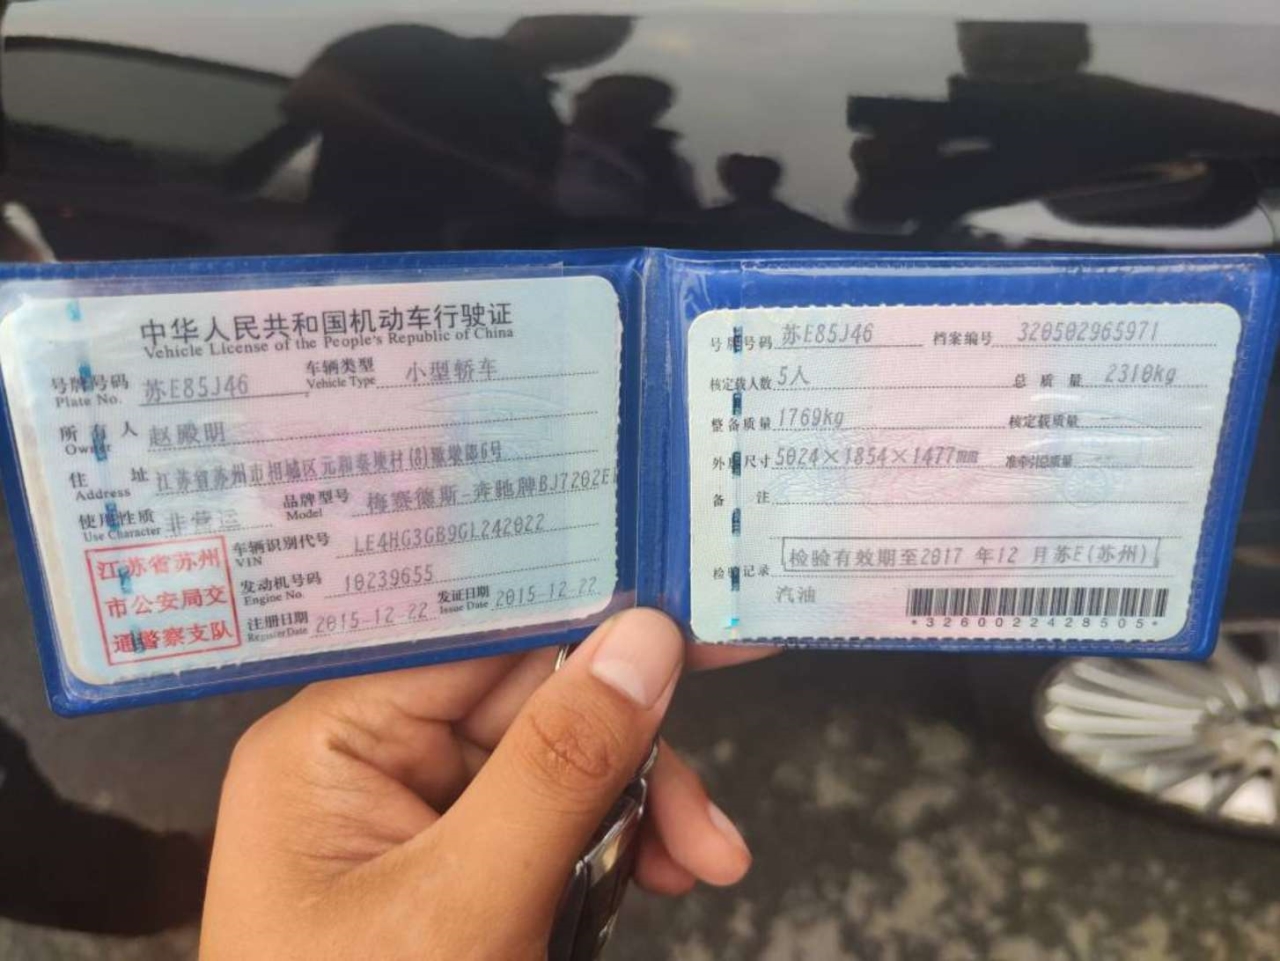 中华人民共和国机动车行驶证
Vehicle License of the People's Republic of China
号牌号码 苏E85J46 车辆类型 小型轿车
Plate No. Vehicle Type
所有人 赵殿明
Owner
住址 江苏省苏州市相城区元和秦埂村(8) 6号
Address
使用性质 非营运 品牌型号 梅赛德斯-奔驰牌BJ7202E
Use Character Model
车辆识别代号 LE4HG3GB9GL242022
VIN
发动机号码 10239655
Engine No.
注册日期 2015-12-22 发证日期 2015-12-22
Register Date Issue Date
江苏省苏州
市公安局交
通警察支队
号牌号码 苏E85J46 档案编号 320502965971
核定载人数 5人 总质量 2310kg
整备质量 1769kg 核定载质量
外廓尺寸 5024×1854×1477mm 准牵引总质量
备注
检验记录 检验有效期至2017 年12 月苏E(苏州)
汽油
*3260022428505*